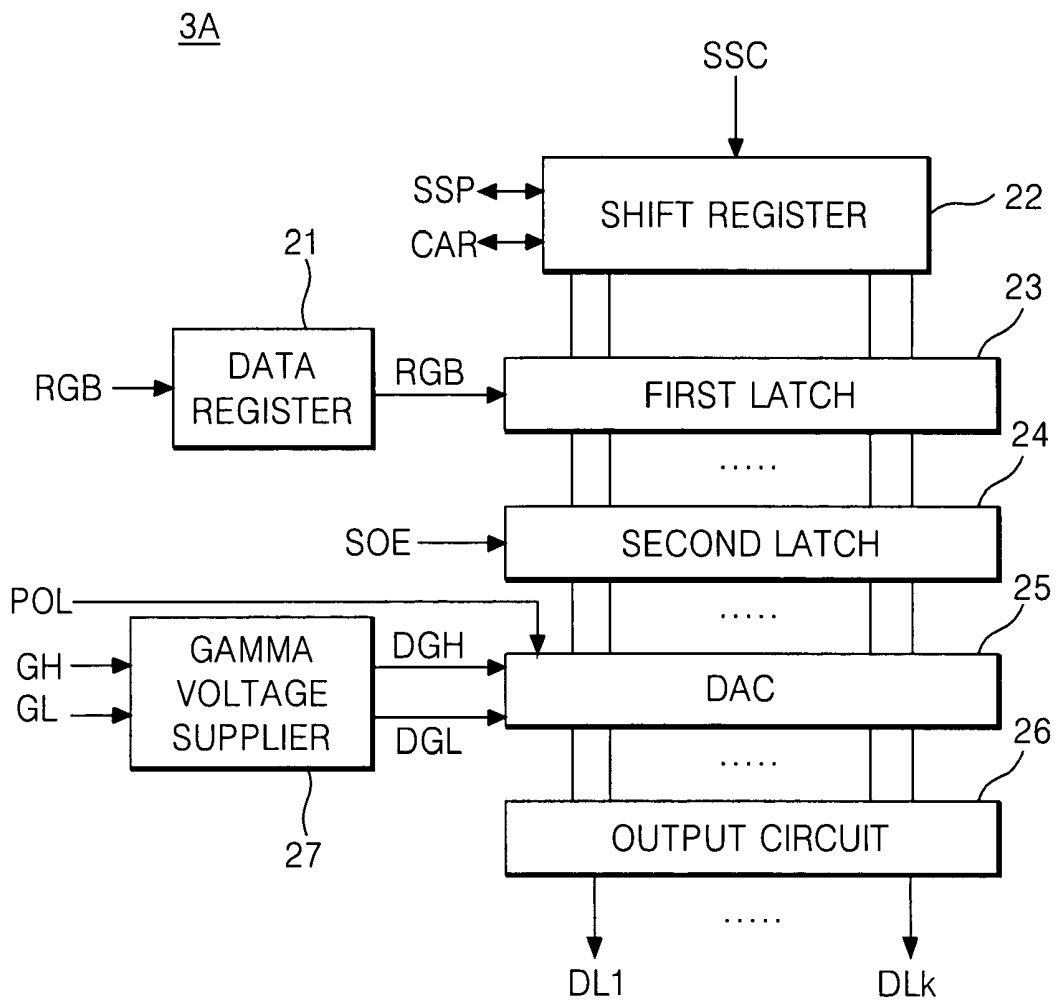 3A
SSC
SSP
SHIFT REGISTER
22
CAR
21
23
RGB
DATA REGISTER
RGB
FIRST LATCH
24
.....
SOE
SECOND LATCH
25
.....
POL
GH
GL
GAMMA VOLTAGE SUPPLIER
DGH
DGL
DAC
26
.....
27
OUTPUT CIRCUIT
.....
DL1
DLk